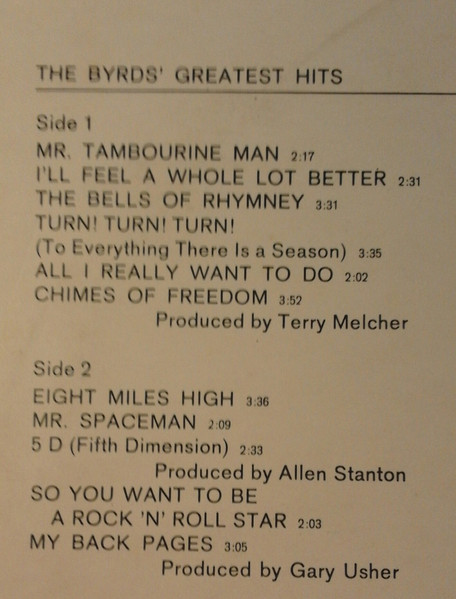 THE BYRDS' GREATEST HITS
Side 1
MR. TAMBOURINE MAN 2:17
I'LL FEEL A WHOLE LOT BETTER 2:31
THE BELLS OF RHYMNEY 3:31
TURN! TURN! TURN!
(To Everything There Is a Season) 3:35
ALL I REALLY WANT TO DO 2:02
CHIMES OF FREEDOM 3:52
Produced by Terry Melcher
Side 2
EIGHT MILES HIGH 3:36
MR. SPACEMAN 2:09
5 D (Fifth Dimension) 2:33
Produced by Allen Stanton
SO YOU WANT TO BE
A ROCK 'N' ROLL STAR 2:03
MY BACK PAGES 3:05
Produced by Gary Usher